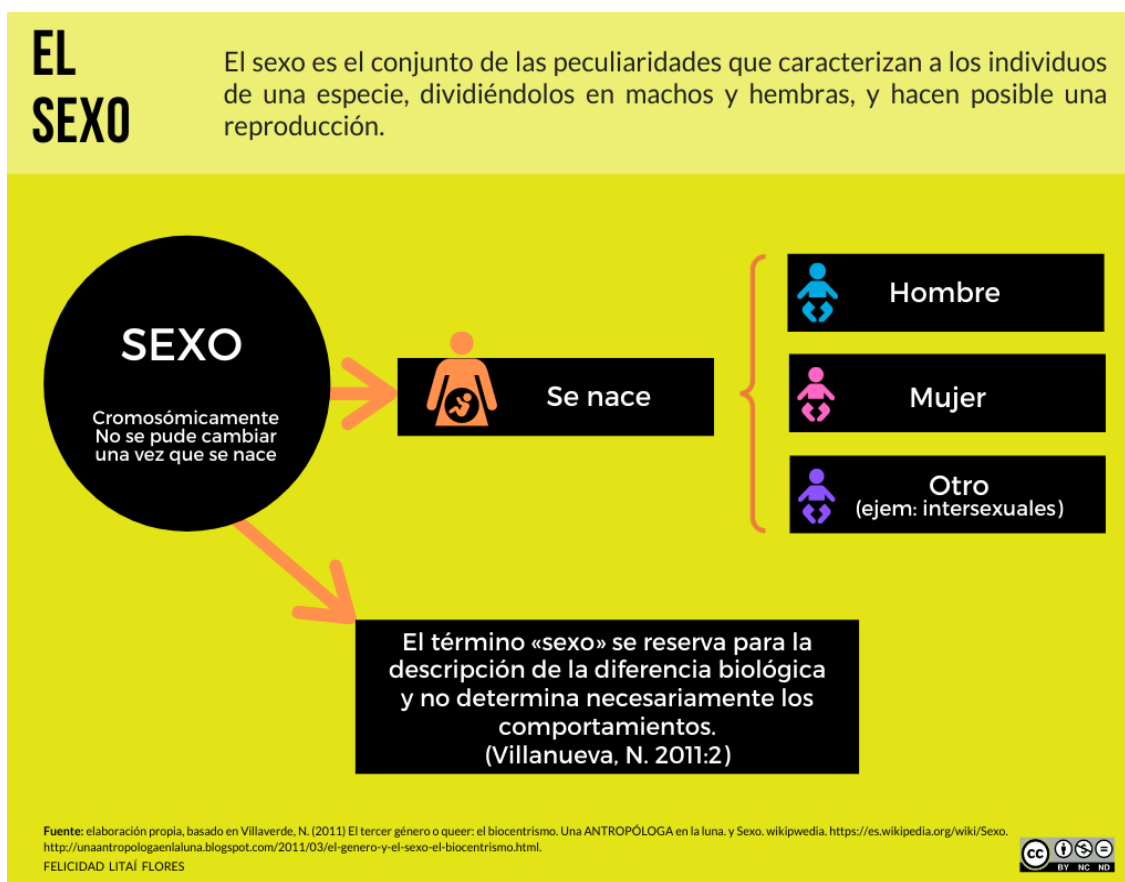 EL
SEXO
El sexo es el conjunto de las peculiaridades que caracterizan a los individuos
de una especie, dividiéndolos en machos y hembras, y hacen posible una
reproducción.
SEXO
Cromosómicamente
No se pude cambiar
una vez que se nace
Se nace
Hombre
Mujer
Otro
(ejem: intersexuales)
El término «sexo» se reserva para la
descripción de la diferencia biológica
y no determina necesariamente los
comportamientos.
(Villanueva, N. 2011:2)
Fuente: elaboración propia, basado en Villaverde, N. (2011) El tercer género o queer: el biocentrismo. Una ANTROPÓLOGA en la luna. y Sexo. wikipwedia. https://es.wikipedia.org/wiki/Sexo.
http://unaantropologaenlaluna.blogspot.com/2011/03/el-genero-y-el-sexo-el-biocentrismo.html.
FELICIDAD LITAÍ FLORES
cc
BY NC ND